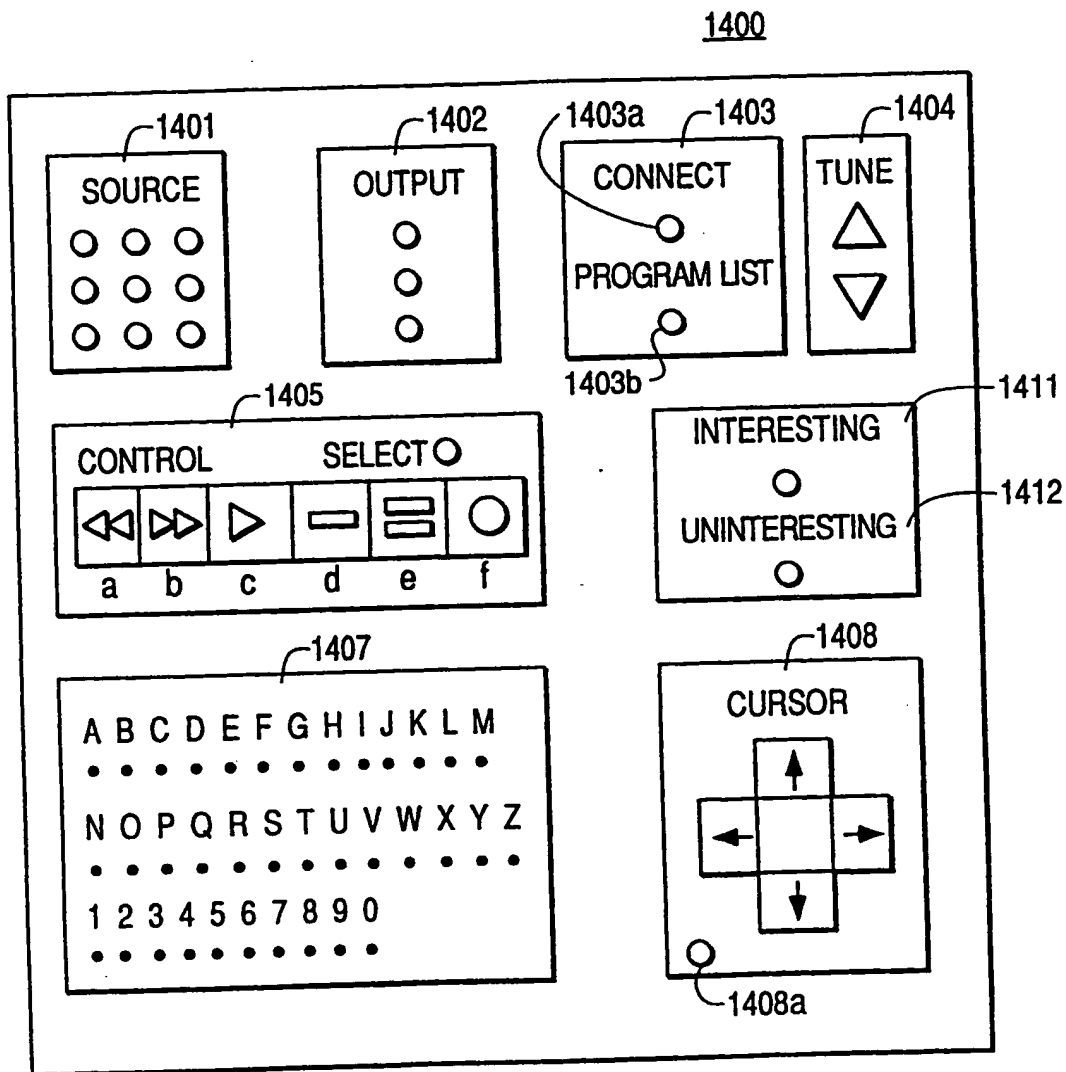 1400
1401
1402
1403a
1403
1404
SOURCE
OUTPUT
CONNECT
PROGRAM LIST
TUNE
1403b
1405
CONTROL SELECT
a b c d e f
1411
INTERESTING
1412
UNINTERESTING
1407
A B C D E F G H I J K L M
N O P Q R S T U V W X Y Z
1 2 3 4 5 6 7 8 9 0
1408
CURSOR
1408a